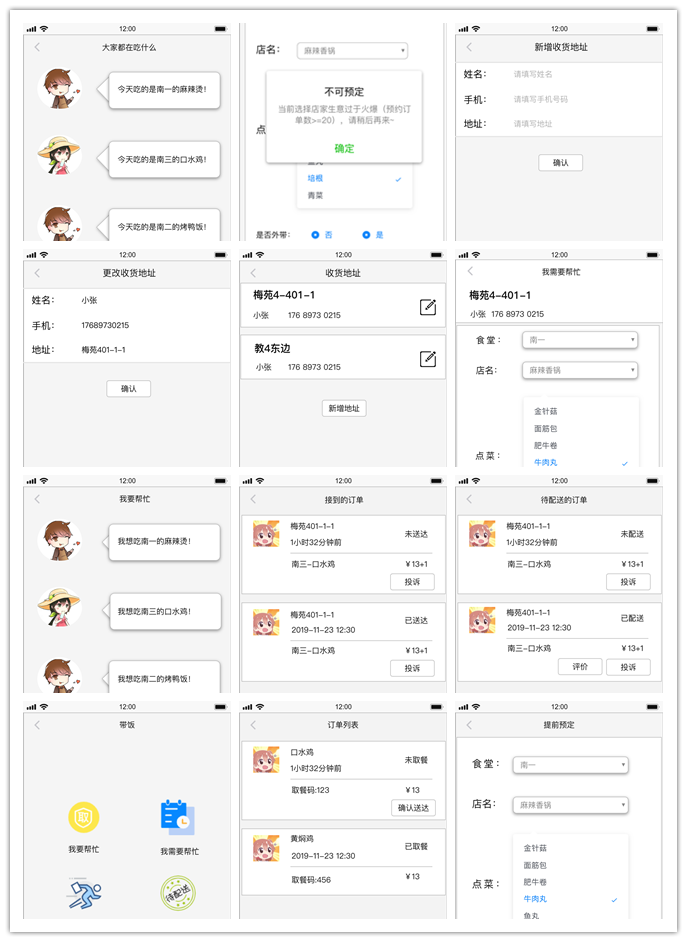 12:00
大家都在吃什么
今天吃的是南一的麻辣烫！
今天吃的是南三的口水鸡！
今天吃的是南二的烤鸭饭！
店名：
麻辣香锅
不可预定
当前选择店家生意过于火爆（预约订
单数>=20），请稍后再来~
确定
培根
青菜
是否外带：
否
是
12:00
新增收货地址
姓名：
请填写姓名
手机：
请填写手机号码
地址：
请填写地址
确认
12:00
更改收货地址
姓名：
小张
手机：
17689730215
地址：
梅苑401-1-1
确认
12:00
收货地址
梅苑4-401-1
小张 176 8973 0215
教4东边
小张 176 8973 0215
新增地址
12:00
我需要帮忙
梅苑4-401-1
小张 176 8973 0215
食堂：
南一
店名：
麻辣香锅
金针菇
面筋包
肥牛卷
点菜：
牛肉丸
12:00
我要帮忙
我想吃南一的麻辣烫！
我想吃南三的口水鸡！
我想吃南二的烤鸭饭！
12:00
接到的订单
梅苑401-1-1
1小时32分钟前
未送达
南三-口水鸡
¥13+1
投诉
梅苑401-1-1
2019-11-23 12:30
已送达
南三-口水鸡
¥13+1
投诉
12:00
待配送的订单
梅苑401-1-1
1小时32分钟前
未配送
南三-口水鸡
¥13+1
投诉
梅苑401-1-1
2019-11-23 12:30
已配送
南三-口水鸡
¥13+1
评价
投诉
12:00
带饭
取
我要帮忙
我需要帮忙
待配送
12:00
订单列表
口水鸡
1小时32分钟前
未取餐
取餐码:123
¥13
确认送达
黄焖鸡
2019-11-23 12:30
已取餐
取餐码:456
¥13
12:00
提前预定
食堂：
南一
店名：
麻辣香锅
金针菇
面筋包
肥牛卷
点菜：
牛肉丸
鱼丸